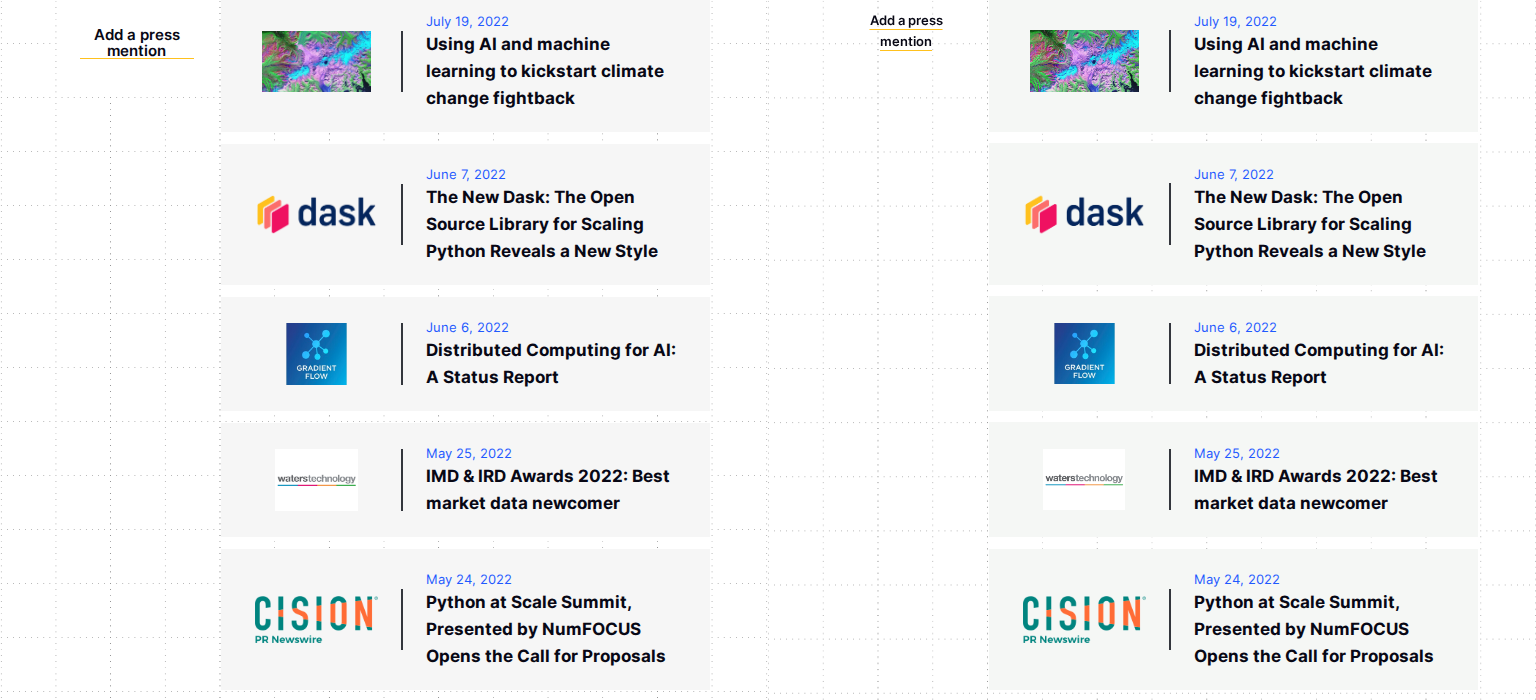 Add a press
mention
July 19, 2022
Using AI and machine
learning to kickstart climate
change fightback
dask
June 7, 2022
The New Dask: The Open
Source Library for Scaling
Python Reveals a New Style
GRADIENT
FLOW
June 6, 2022
Distributed Computing for AI:
A Status Report
waterstechnology
May 25, 2022
IMD & IRD Awards 2022: Best
market data newcomer
CISION
PR Newswire
May 24, 2022
Python at Scale Summit,
Presented by NumFOCUS
Opens the Call for Proposals
Add a press
mention
July 19, 2022
Using AI and machine
learning to kickstart climate
change fightback
dask
June 7, 2022
The New Dask: The Open
Source Library for Scaling
Python Reveals a New Style
GRADIENT
FLOW
June 6, 2022
Distributed Computing for AI:
A Status Report
waterstechnology
May 25, 2022
IMD & IRD Awards 2022: Best
market data newcomer
CISION
PR Newswire
May 24, 2022
Python at Scale Summit,
Presented by NumFOCUS
Opens the Call for Proposals